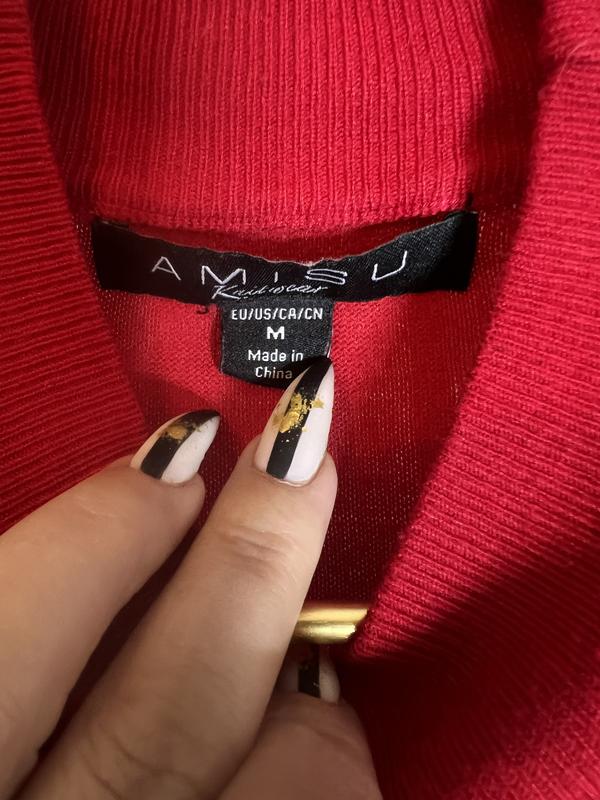 AMISU
Knitwear
EU/US/CA/CN
M
Made in
China